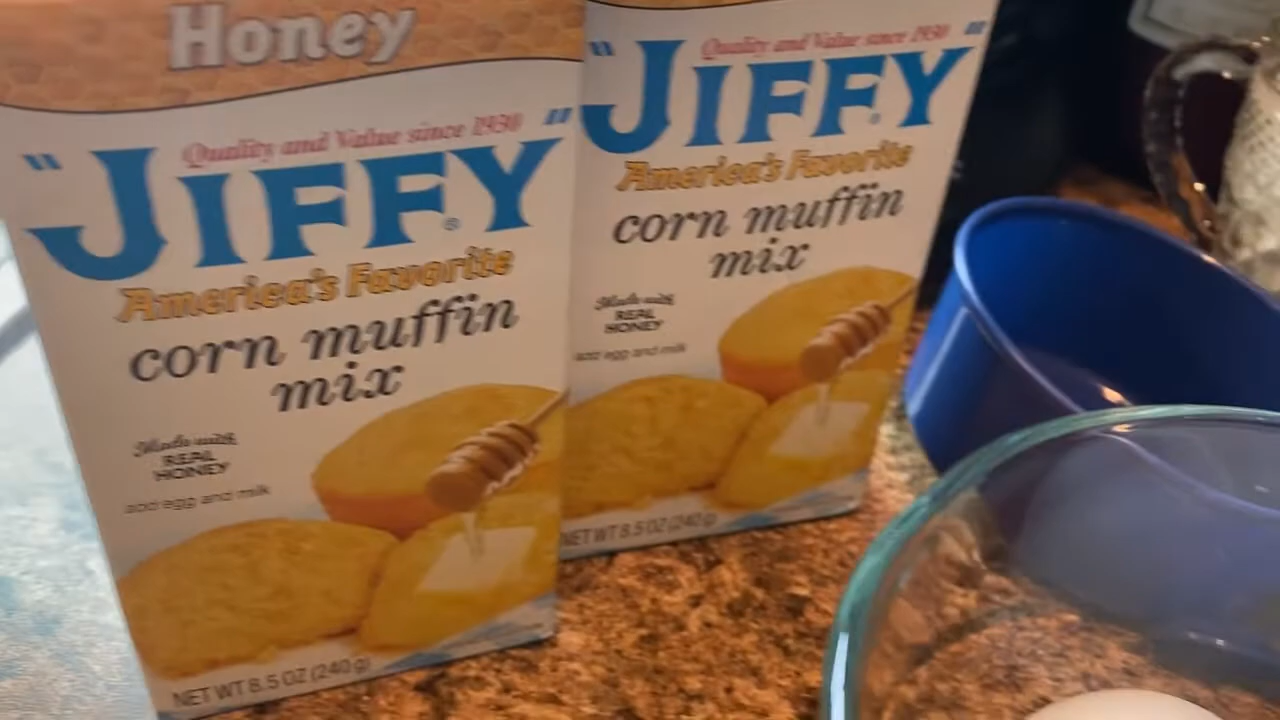 Honey
Quality and Value since 1930
"JIFFY"®
America's Favorite
corn muffin
mix
Made with
REAL
HONEY
add egg and milk
NET WT 8.5 OZ (240 g)
Quality and Value since 1930
"JIFFY"®
America's Favorite
corn muffin
mix
Made with
REAL
HONEY
add egg and milk
NET WT 8.5 OZ (240 g)